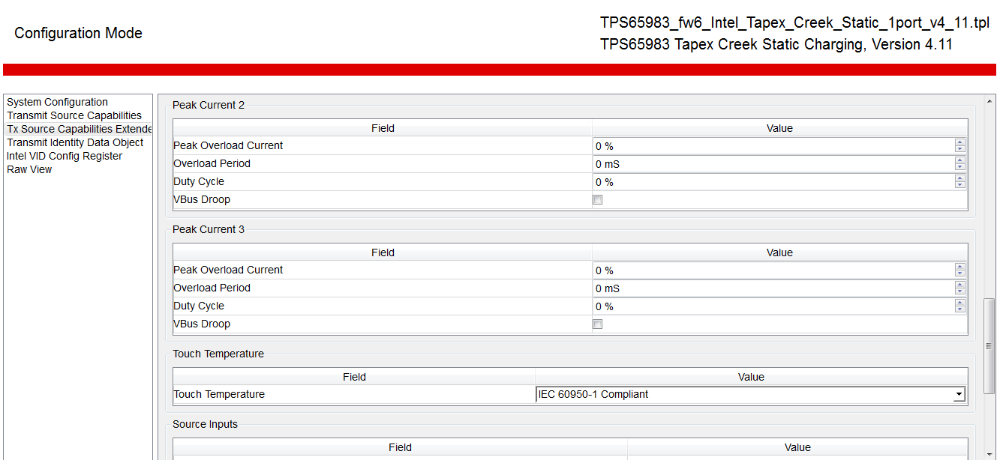 Configuration Mode
TPS65983_fw6_Intel_Tapex_Creek_Static_1port_v4_11.tpl
TPS65983 Tapex Creek Static Charging, Version 4.11
System Configuration
Transmit Source Capabilities
Tx Source Capabilities Extende
Transmit Identity Data Object
Intel VID Config Register
Raw View
Peak Current 2
Field Value
Peak Overload Current 0 %
Overload Period 0 mS
Duty Cycle 0 %
VBus Droop
Peak Current 3
Field Value
Peak Overload Current 0 %
Overload Period 0 mS
Duty Cycle 0 %
VBus Droop
Touch Temperature
Field Value
Touch Temperature IEC 60950-1 Compliant
Source Inputs
Field Value